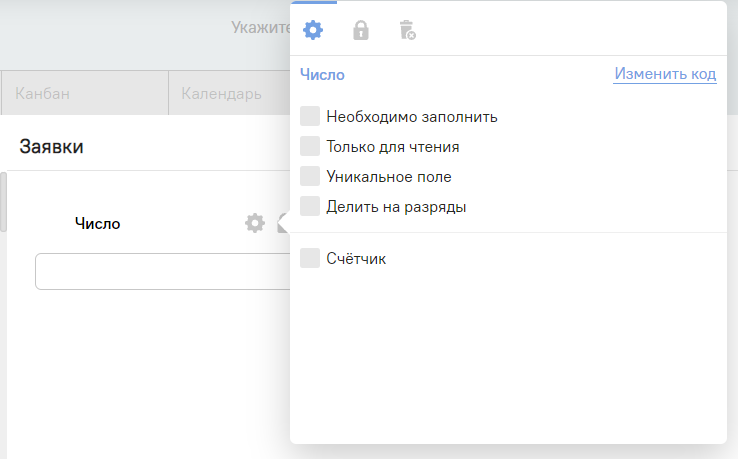 Укажите
Канбан
Календарь
Заявки
Число
Число
Изменить код
Необходимо заполнить
Только для чтения
Уникальное поле
Делить на разряды
Счётчик